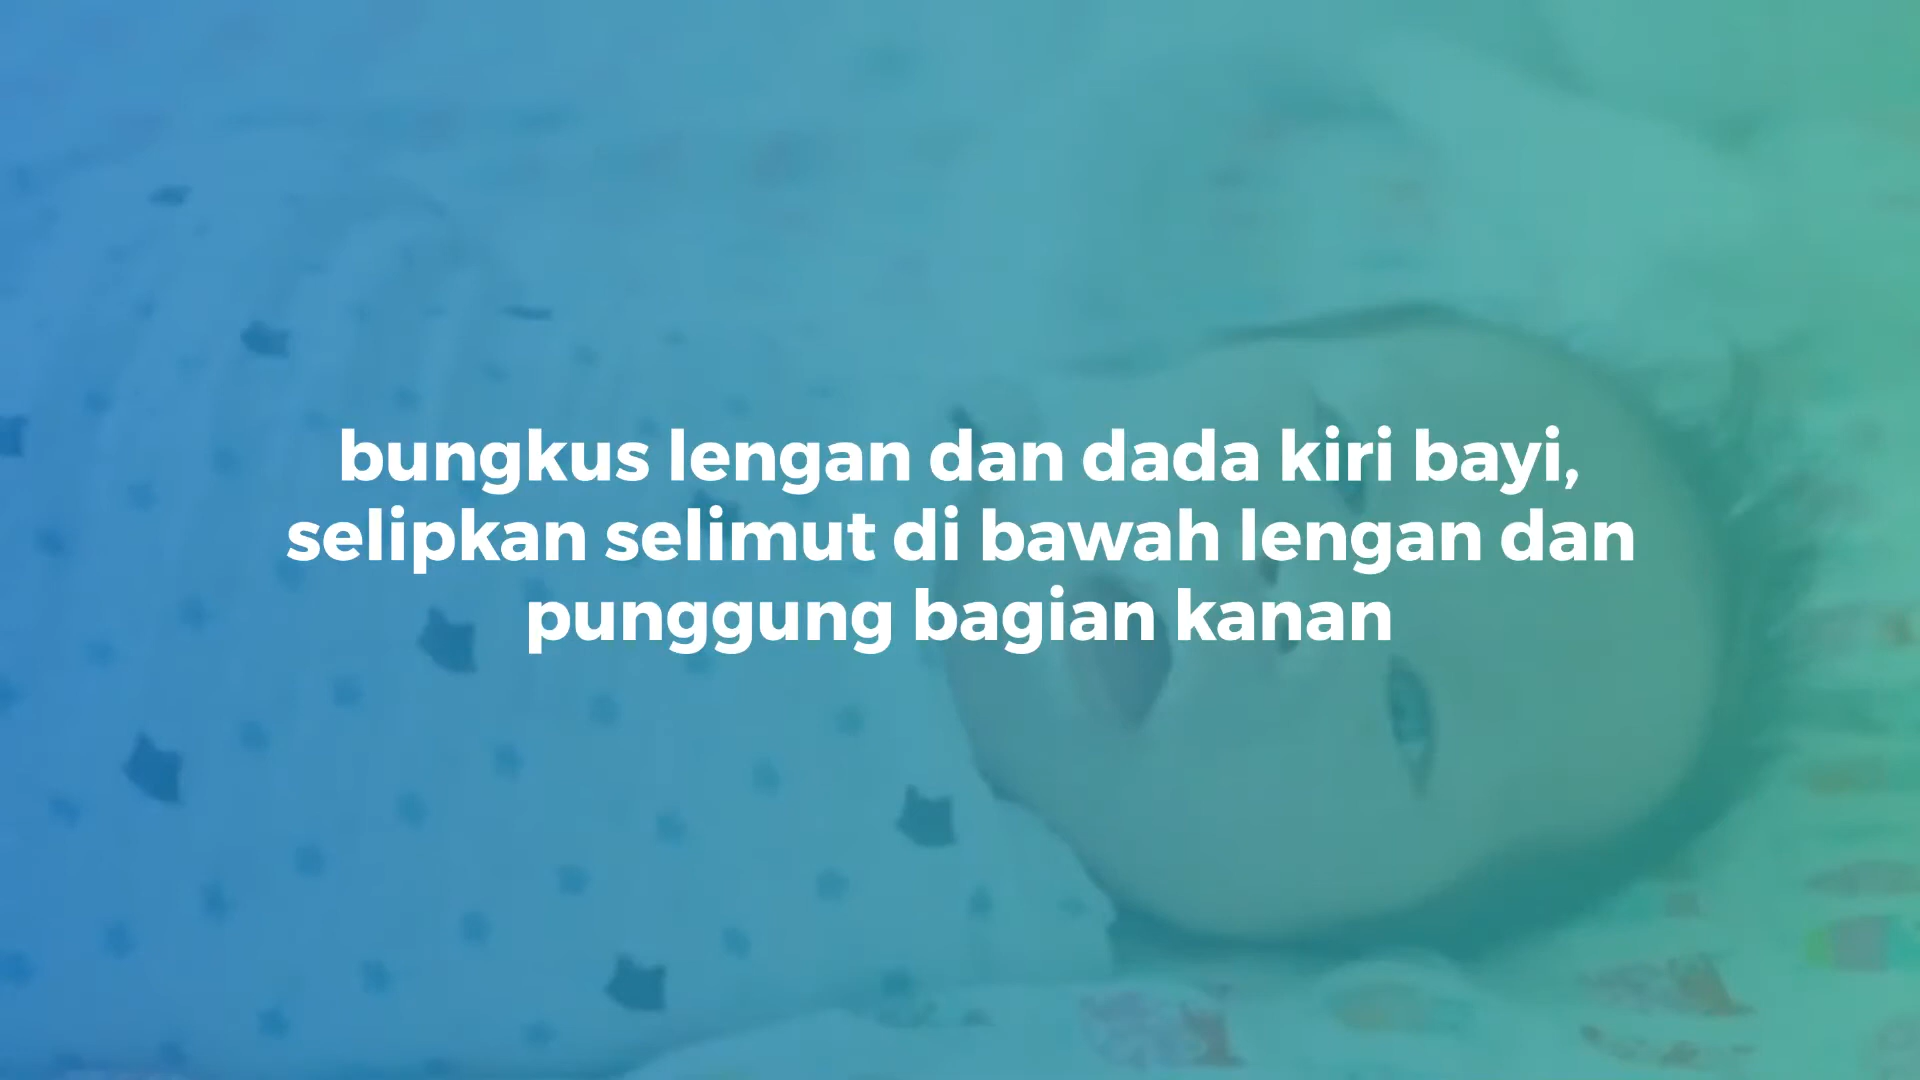 bungkus lengan dan dada kiri bayi,
selipkan selimut di bawah lengan dan
punggung bagian kanan